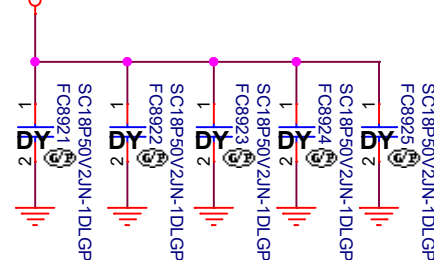 1
2
DY
G/P
FC8921
SC18P50V2JN-1DLGP
1
2
DY
G/P
FC8922
SC18P50V2JN-1DLGP
1
2
DY
G/P
FC8923
SC18P50V2JN-1DLGP
1
2
DY
G/P
FC8924
SC18P50V2JN-1DLGP
1
2
DY
G/P
FC8925
SC18P50V2JN-1DLGP